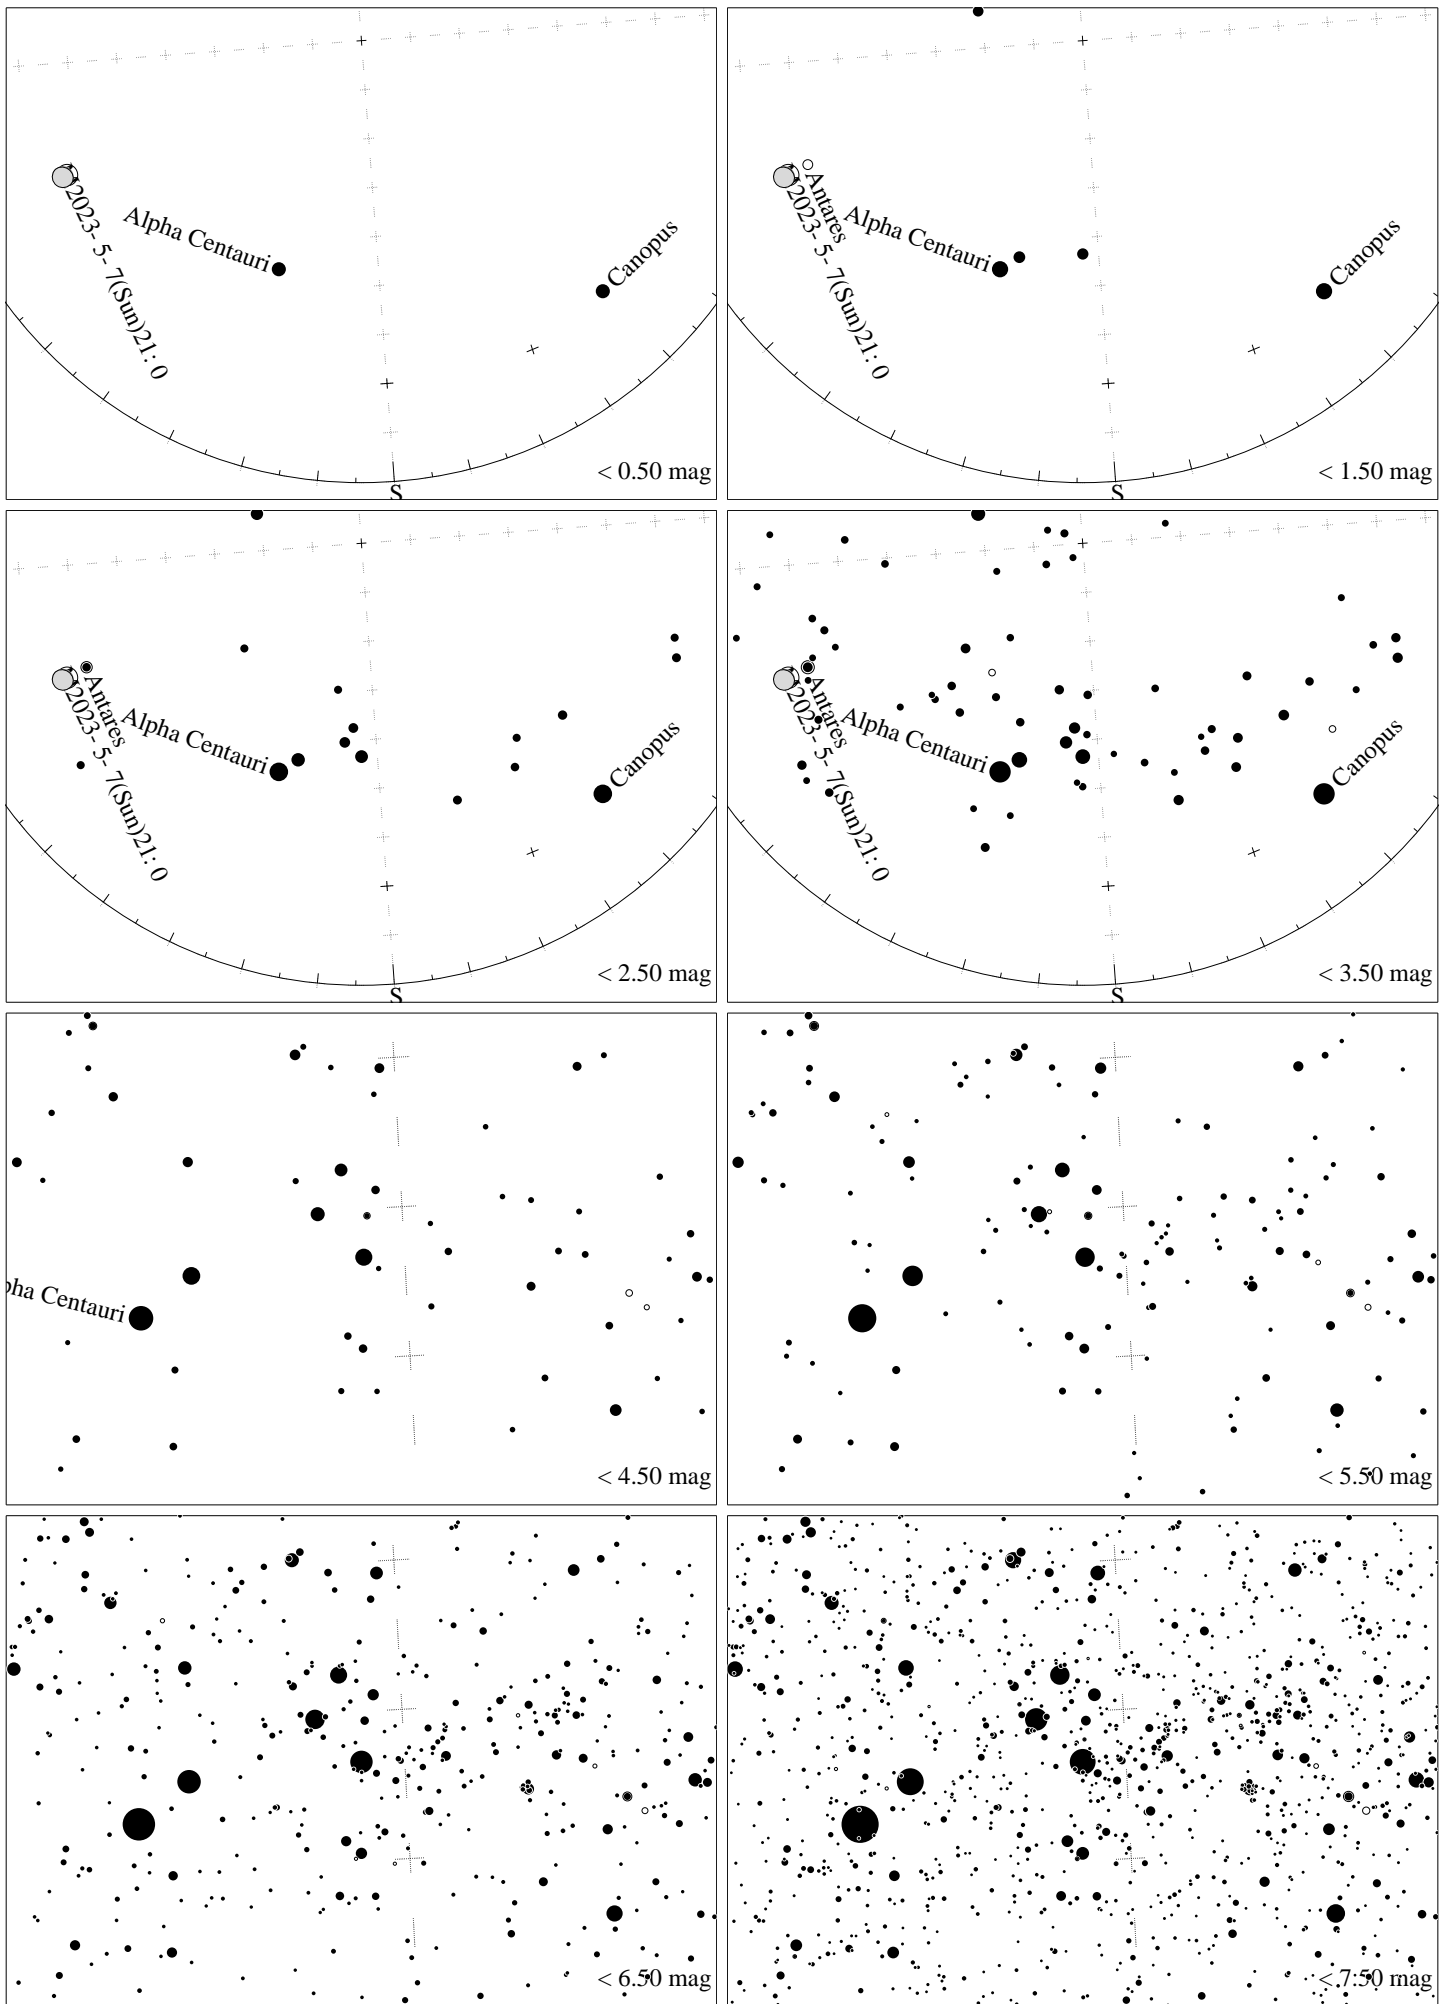 Alpha Centauri
Canopus
2023- 5- 7(Sun)21: 0
S
< 0.50 mag
Antares
Alpha Centauri
Canopus
2023- 5- 7(Sun)21: 0
S
< 1.50 mag
Antares
Alpha Centauri
Canopus
2023- 5- 7(Sun)21: 0
S
< 2.50 mag
Antares
Alpha Centauri
Canopus
2023- 5- 7(Sun)21: 0
S
< 3.50 mag
pha Centauri
< 4.50 mag
< 5.50 mag
< 6.50 mag
< 7.50 mag